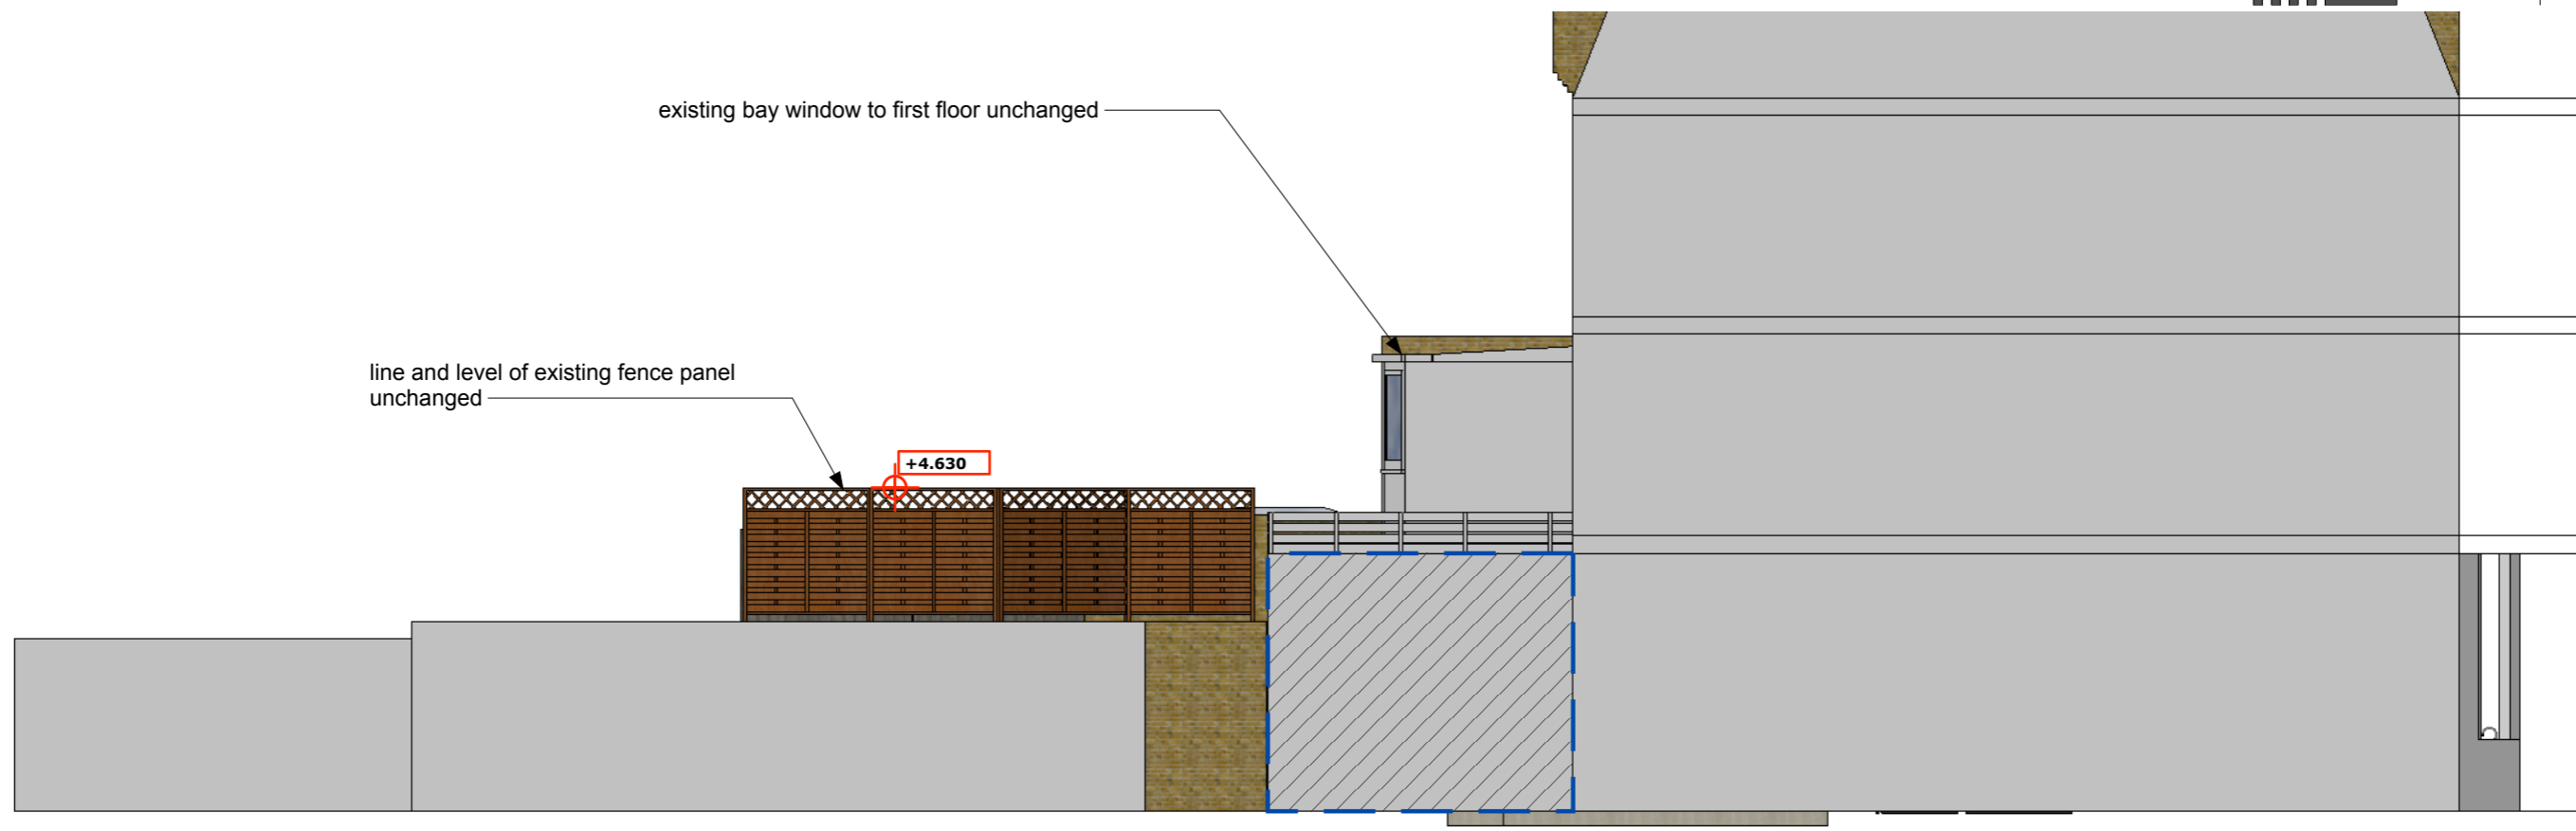 existing bay window to first floor unchanged
line and level of existing fence panel
unchanged
+4.630